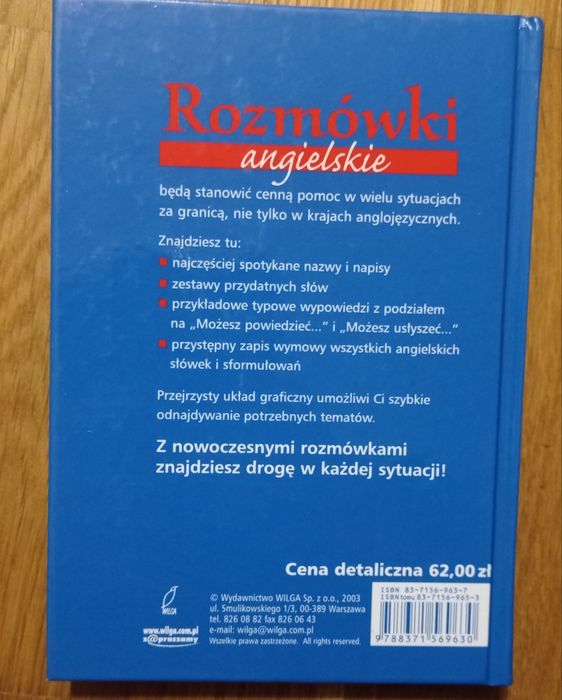 Rozmówki
angielskie
będą stanowić cenną pomoc w wielu sytuacjach
za granicą, nie tylko w krajach anglojęzycznych.
Znajdziesz tu:
najczęściej spotykane nazwy i napisy
zestawy przydatnych słów
przykładowe typowe wypowiedzi z podziałem
na „Możesz powiedzieć...” i „Możesz usłyszeć...”
przystępny zapis wymowy wszystkich angielskich
słówek i sformułowań
Przejrzysty układ graficzny umożliwi Ci szybkie
odnajdywanie potrzebnych tematów.
Z nowoczesnymi rozmówkami
znajdziesz drogę w każdej sytuacji!
Cena detaliczna 62,00 zł
WILGA
www.wilga.com.pl
z@praszamy
© Wydawnictwo WILGA Sp. z o.o., 2003
ul. Smulikowskiego 1/3, 00-389 Warszawa
tel. 826 08 82 fax 826 06 43
e-mail: wilga@wilga.com.pl
Wszelkie prawa zastrzeżone. All rights reserved.
ISBN 83-7156-963-7
ISBN tomu 83-7156-965-3
9788371569630